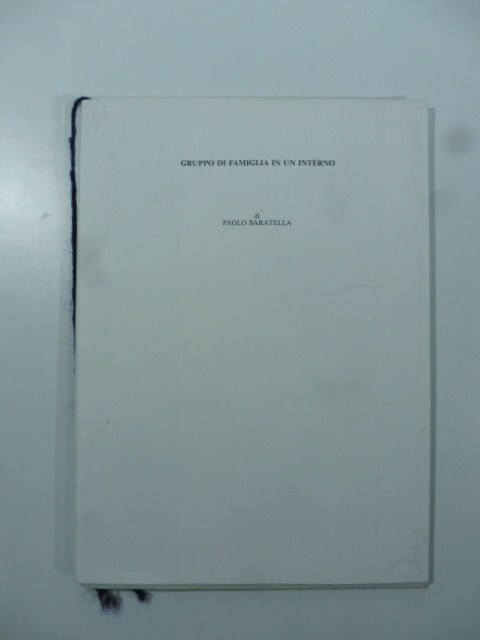 GRUPPO DI FAMIGLIA IN UN INTERNO
di
PAOLO BARATELLA